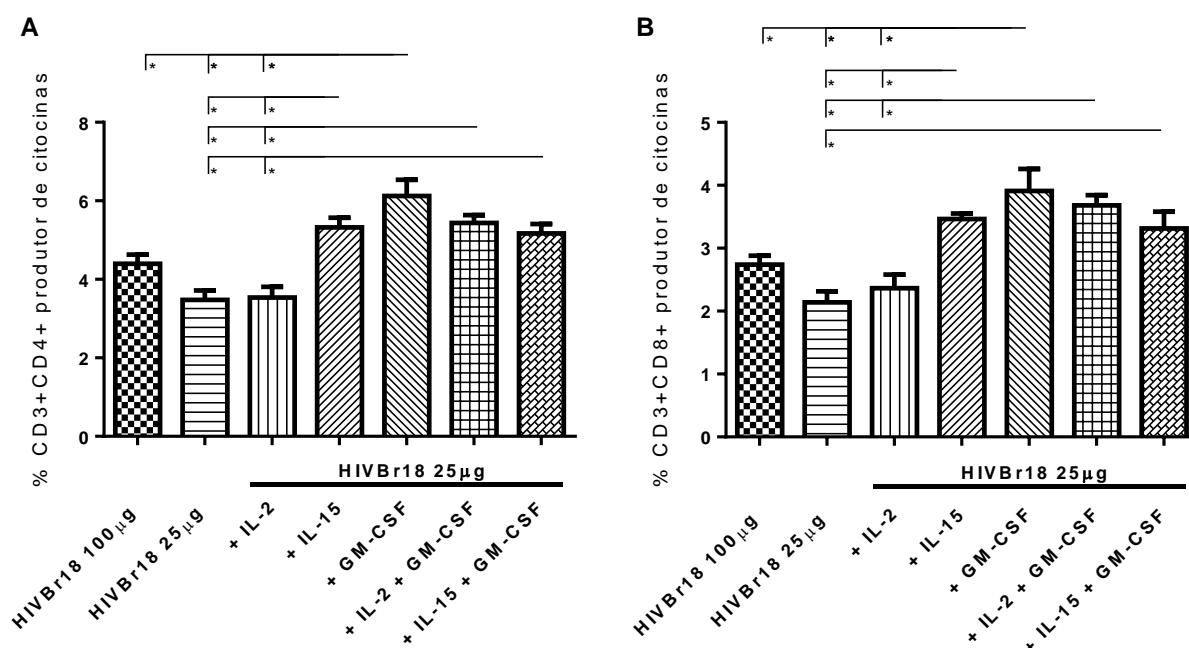 A
* * *
* *
* *
* *
% CD3+CD4+ produtor de citocinas
8
6
4
2
0
HIVBr18 25µg
HIVBr18 100µg
HIVBr18 25µg
+ IL-2
+ IL-15
+ GM-CSF
+ IL-2 + GM-CSF
+ IL-15 + GM-CSF
B
* * *
* *
* *
*
% CD3+CD8+ produtor de citocinas
5
4
3
2
1
0
HIVBr18 25µg
HIVBr18 100µg
HIVBr18 25µg
+ IL-2
+ IL-15
+ GM-CSF
+ IL-2 + GM-CSF
+ IL-15 + GM-CSF